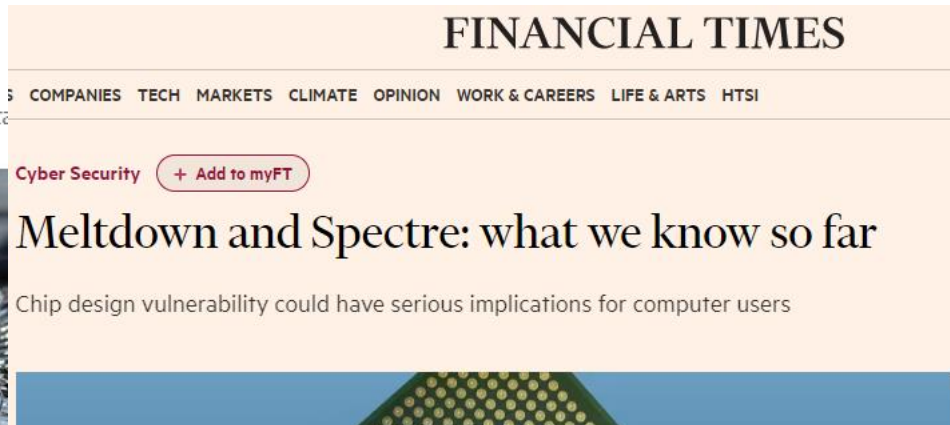 FINANCIAL TIMES
S COMPANIES TECH MARKETS CLIMATE OPINION WORK & CAREERS LIFE & ARTS HTSI
Cyber Security + Add to myFT
Meltdown and Spectre: what we know so far
Chip design vulnerability could have serious implications for computer users